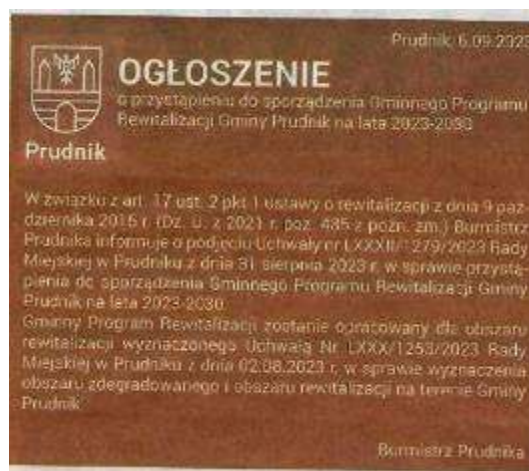 Prudnik, 6.09.2023
OGŁOSZENIE
o przystąpieniu do sporządzenia Gminnego Programu
Rewitalizacji Gminy Prudnik na lata 2023-2030
Prudnik
W związku z art. 17 ust. 2 pkt 1 ustawy o rewitalizacji z dnia 9 paź
dziernika 2015 r. (Dz. U. z 2021 r. poz. 485 z późn. zm.) Burmistrz
Prudnika informuje o podjęciu Uchwały nr LXXXII/1279/2023 Rady
Miejskiej w Prudniku z dnia 31 sierpnia 2023 r. w sprawie przystą
pienia do sporządzenia Gminnego Programu Rewitalizacji Gminy
Prudnik na lata 2023-2030.
Gminny Program Rewitalizacji zostanie opracowany dla obszaru
rewitalizacji wyznaczonego Uchwałą Nr LXXX/1253/2023 Rady
Miejskiej w Prudniku z dnia 02.08.2023 r. w sprawie wyznaczenia
obszaru zdegradowanego i obszaru rewitalizacji na terenie Gminy
Prudnik.
Burmistrz Prudnika